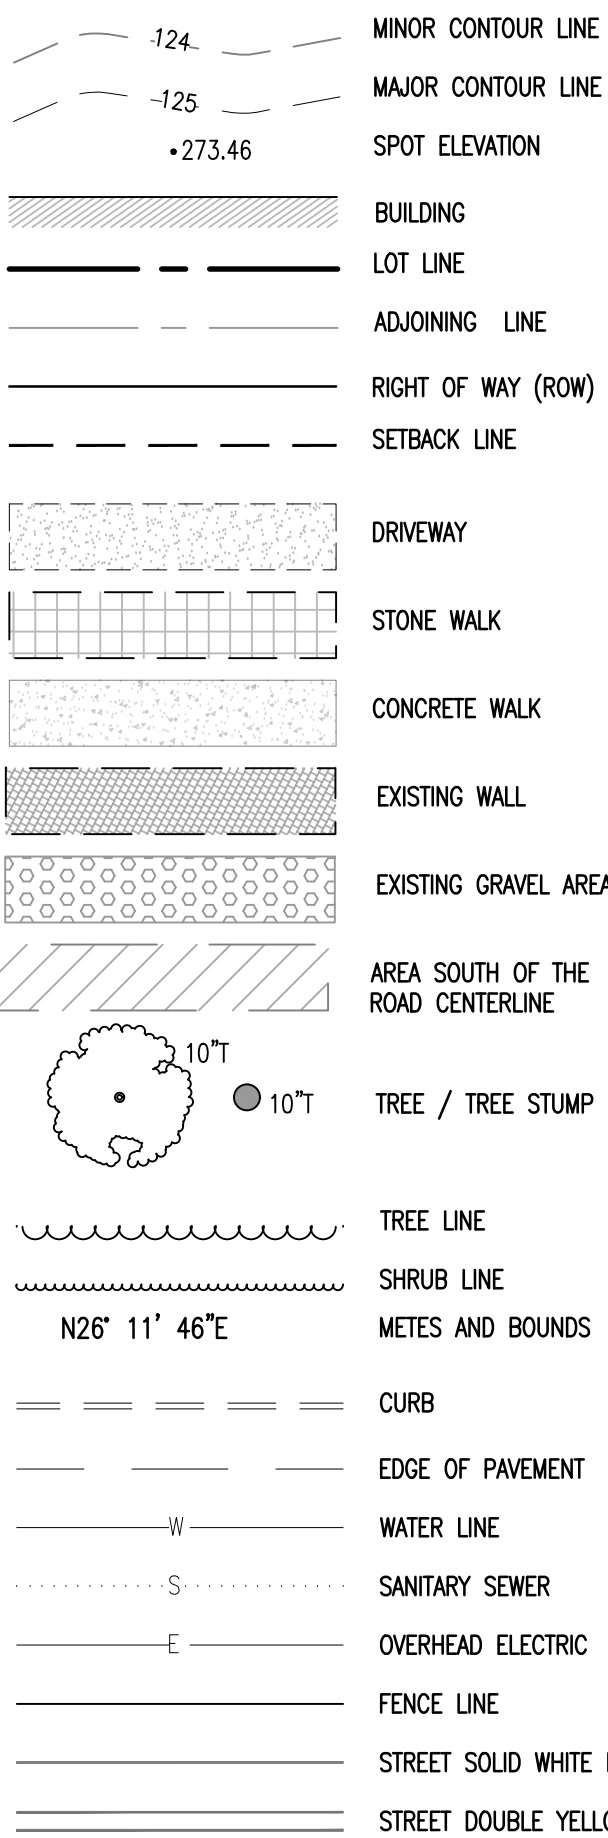 124 MINOR CONTOUR LINE
125 MAJOR CONTOUR LINE
273.46 SPOT ELEVATION
BUILDING
LOT LINE
ADJOINING LINE
RIGHT OF WAY (ROW)
SETBACK LINE
DRIVEWAY
STONE WALK
CONCRETE WALK
EXISTING WALL
EXISTING GRAVEL AREA
AREA SOUTH OF THE
ROAD CENTERLINE
10"T
10"T TREE / TREE STUMP
TREE LINE
SHRUB LINE
N26° 11' 46"E METES AND BOUNDS
CURB
EDGE OF PAVEMENT
W WATER LINE
S SANITARY SEWER
E OVERHEAD ELECTRIC
FENCE LINE
STREET SOLID WHITE
STREET DOUBLE